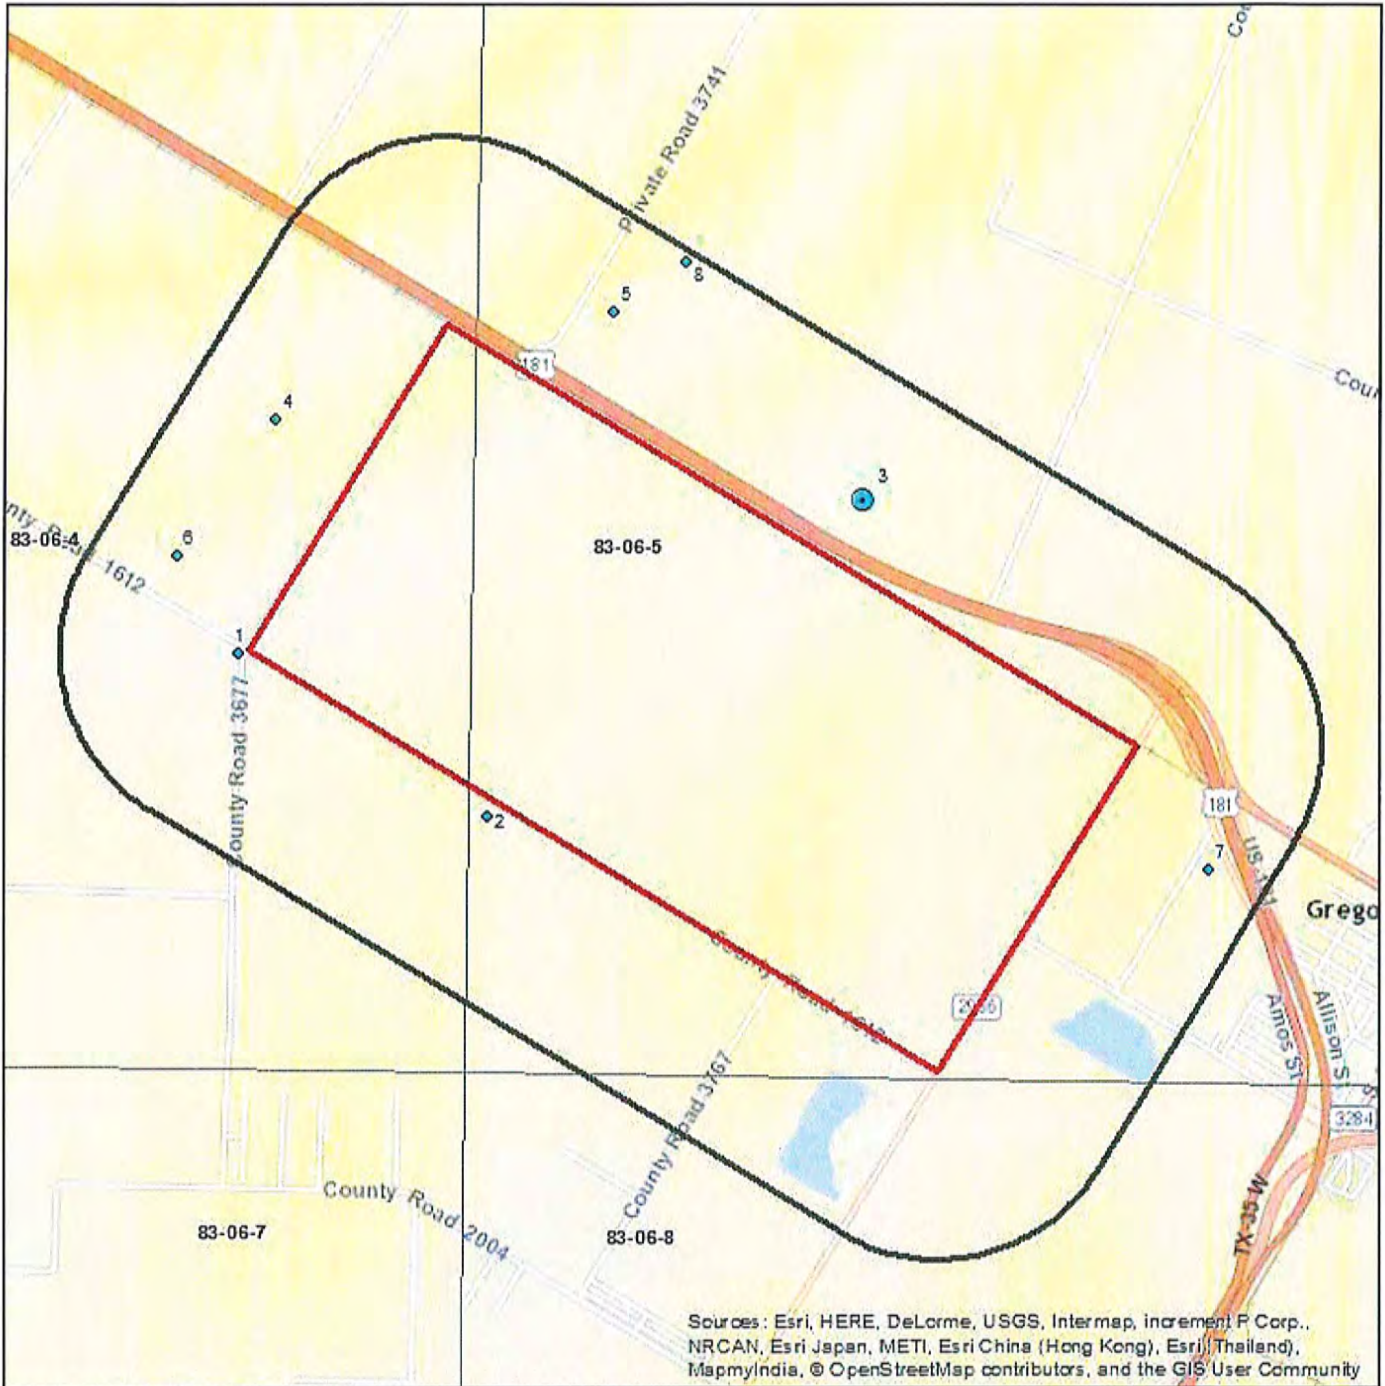 Private Road 3741
8
5
181
4
3
83-06-4
1612
6
83-06-5
1
County Road 3677
2
181
7
US-181
Grego
County Road 1612
2986
Amos St
Allison St
County Road 3767
3284
County Road 2004
TX-35 W
83-06-7
83-06-8
Sources: Esri, HERE, DeLorme, USGS, Intermap, increment P Corp.,
NRCAN, Esri Japan, METI, Esri China (Hong Kong), Esri (Thailand),
MapmyIndia, © OpenStreetMap contributors, and the GIS User Community